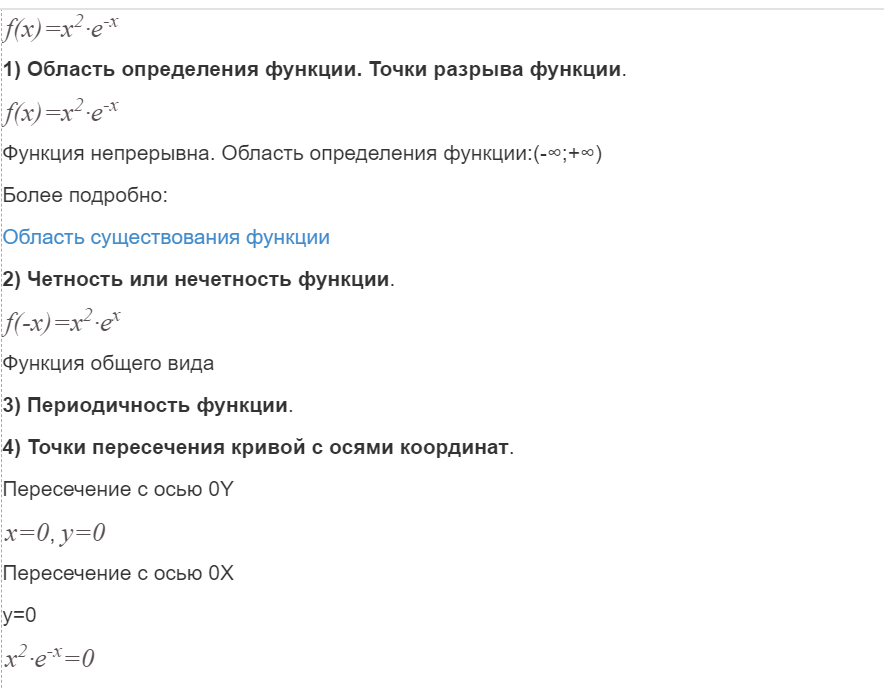 f(x)=x²·e⁻ˣ
1) Область определения функции. Точки разрыва функции.
f(x)=x²·e⁻ˣ
Функция непрерывна. Область определения функции:(-∞;+∞)
Более подробно:
Область существования функции
2) Четность или нечетность функции.
f(-x)=x²·eˣ
Функция общего вида
3) Периодичность функции.
4) Точки пересечения кривой с осями координат.
Пересечение с осью 0Y
x=0, y=0
Пересечение с осью 0X
y=0
x²·e⁻ˣ=0